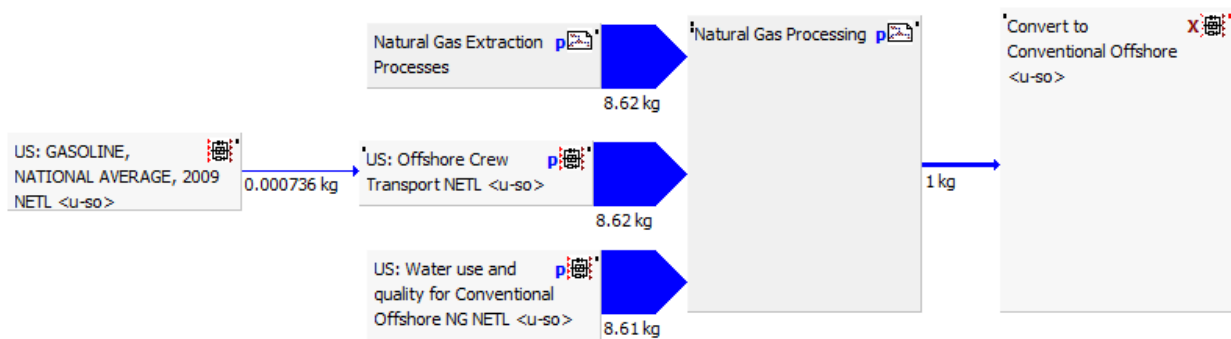 Natural Gas Extraction p
Processes
8.62 kg
Natural Gas Processing p
Convert to X
Conventional Offshore
<u-so>
US: GASOLINE,
NATIONAL AVERAGE, 2009
NETL <u-so>
0.000736 kg
US: Offshore Crew p
Transport NETL <u-so>
8.62 kg
1 kg
US: Water use and p
quality for Conventional
Offshore NG NETL <u-so>
8.61 kg